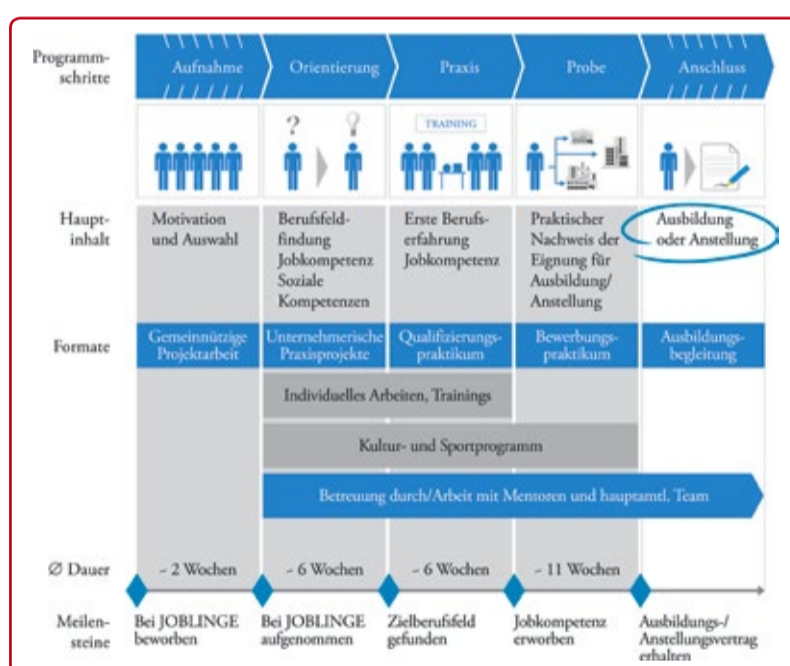 Programm-
schritte
Aufnahme
Orientierung
Praxis
Probe
Anschluss
?
TRAINING
Haupt-
inhalt
Motivation
und Auswahl
Berufsfeld-
findung
Jobkompetenz
Soziale
Kompetenzen
Erste Berufs-
erfahrung
Jobkompetenz
Praktischer
Nachweis der
Eignung für
Ausbildung/
Anstellung
Ausbildung
oder Anstellung
Formate
Gemeinnützige
Projektarbeit
Unternehmerische
Praxisprojekte
Qualifizierungs-
praktikum
Bewerbungs-
praktikum
Ausbildungs-
begleitung
Individuelles Arbeiten, Trainings
Kultur- und Sportprogramm
Betreuung durch/Arbeit mit Mentoren und hauptamtl. Team
Ø Dauer
~ 2 Wochen
~ 6 Wochen
~ 6 Wochen
~ 11 Wochen
Meilen-
steine
Bei JOBLINGE
beworben
Bei JOBLINGE
aufgenommen
Zielberufsfeld
gefunden
Jobkompetenz
erworben
Ausbildungs-/
Anstellungsvertrag
erhalten